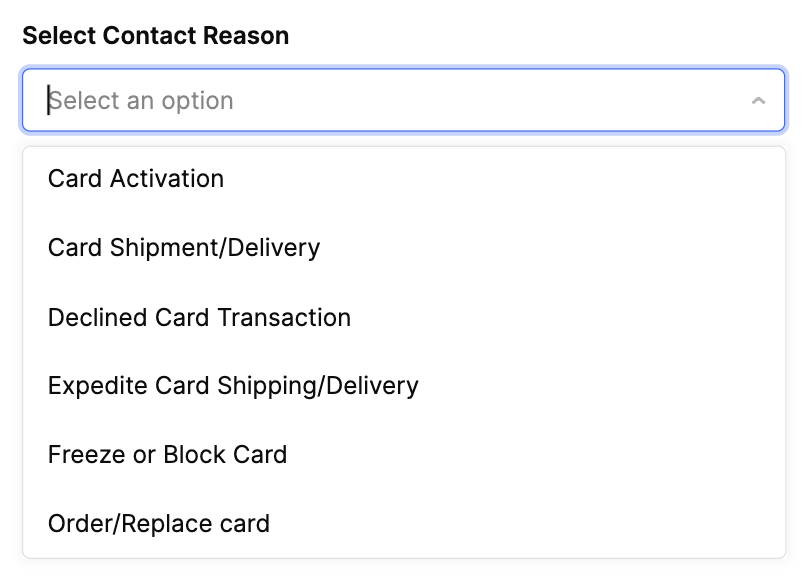 Select Contact Reason
Select an option
Card Activation
Card Shipment/Delivery
Declined Card Transaction
Expedite Card Shipping/Delivery
Freeze or Block Card
Order/Replace card